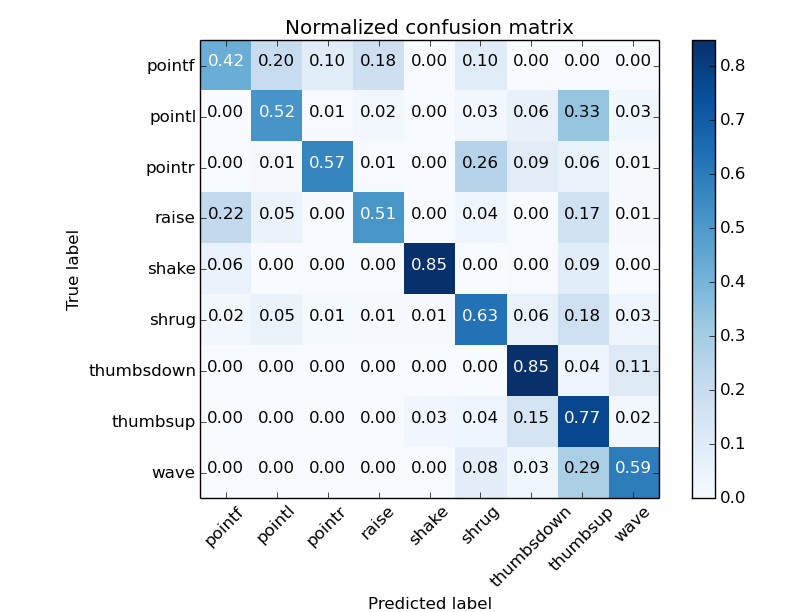 Normalized confusion matrix
pointf 0.42 0.20 0.10 0.18 0.00 0.10 0.00 0.00 0.00
pointl 0.00 0.52 0.01 0.02 0.00 0.03 0.06 0.33 0.03
pointr 0.00 0.01 0.57 0.01 0.00 0.26 0.09 0.06 0.01
raise 0.22 0.05 0.00 0.51 0.00 0.04 0.00 0.17 0.01
shake 0.06 0.00 0.00 0.00 0.85 0.00 0.00 0.09 0.00
shrug 0.02 0.05 0.01 0.01 0.01 0.63 0.06 0.18 0.03
thumbsdown 0.00 0.00 0.00 0.00 0.00 0.00 0.85 0.04 0.11
thumbsup 0.00 0.00 0.00 0.00 0.03 0.04 0.15 0.77 0.02
wave 0.00 0.00 0.00 0.00 0.00 0.08 0.03 0.29 0.59
pointf pointl pointr raise shake shrug thumbsdown thumbsup wave
Predicted label
True label
0.8
0.7
0.6
0.5
0.4
0.3
0.2
0.1
0.0